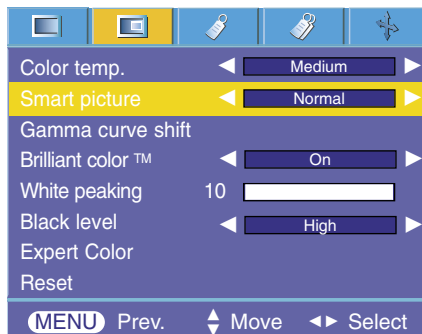 Color temp. Medium
Smart picture Normal
Gamma curve shift
Brilliant color TM On
White peaking 10
Black level High
Expert Color
Reset
MENU Prev. Move Select